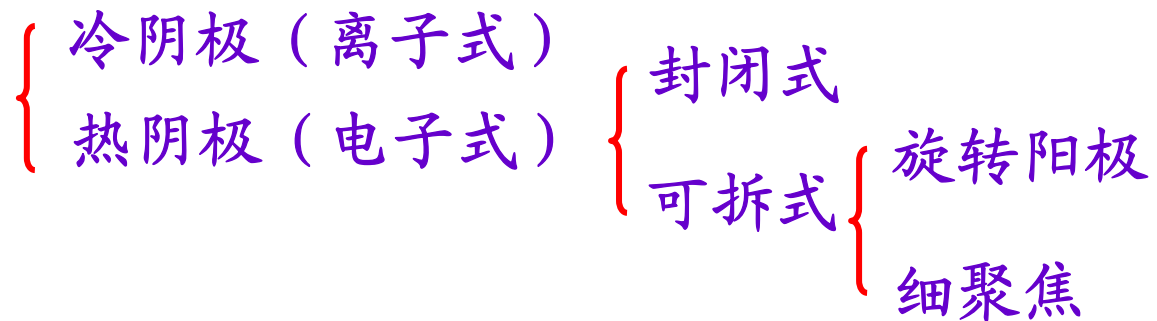 冷阴极（离子式）
热阴极（电子式）
封闭式
可拆式
旋转阳极
细聚焦